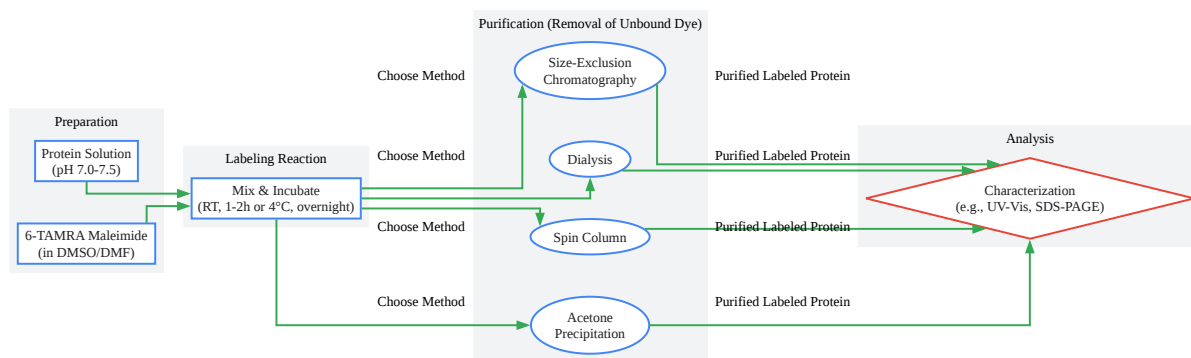 Preparation
Protein Solution
(pH 7.0-7.5)
6-TAMRA Maleimide
(in DMSO/DMF)
Labeling Reaction
Mix & Incubate
(RT, 1-2h or 4°C, overnight)
Choose Method
Choose Method
Choose Method
Choose Method
Purification (Removal of Unbound Dye)
Size-Exclusion
Chromatography
Dialysis
Spin Column
Acetone
Precipitation
Purified Labeled Protein
Purified Labeled Protein
Purified Labeled Protein
Purified Labeled Protein
Analysis
Characterization
(e.g., UV-Vis, SDS-PAGE)